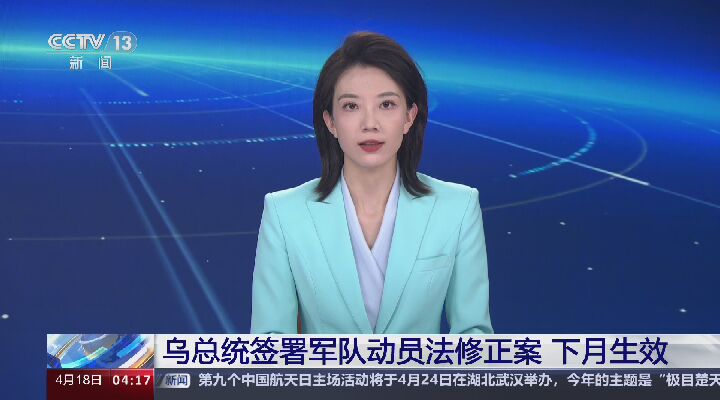 CCTV 13
新闻
乌总统签署军队动员法修正案 下月生效
4月18日 04:17 新闻 第九个中国航天日主场活动将于4月24日在湖北武汉举办，今年的主题是“极目楚天